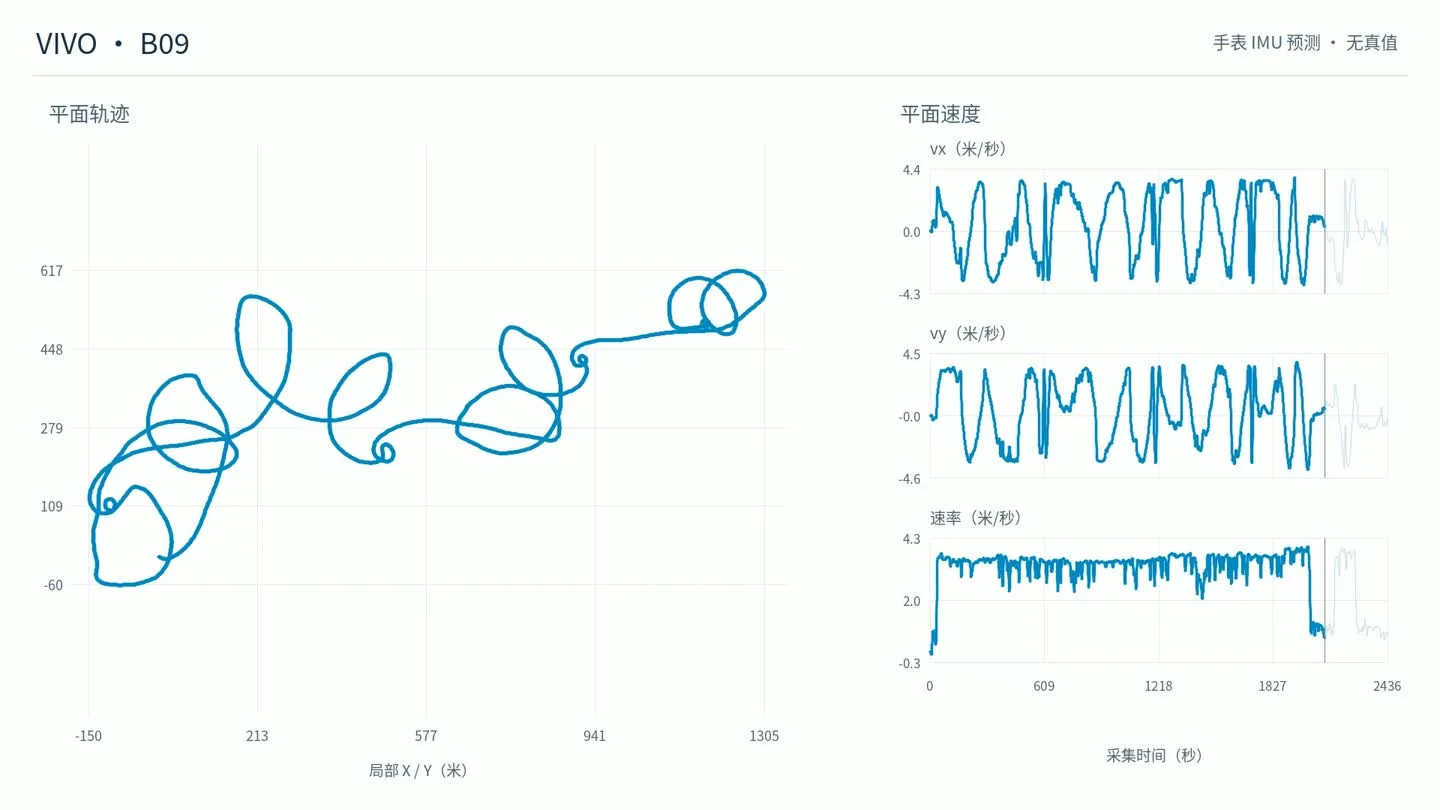 VIVO · B09
手表 IMU 预测 · 无真值
平面轨迹
617
448
279
109
-60
-150 213 577 941 1305
局部 X / Y（米）
平面速度
vx（米/秒）
4.4
0.0
-4.3
vy（米/秒）
4.5
-0.0
-4.6
速率（米/秒）
4.3
2.0
-0.3
0 609 1218 1827 2436
采集时间（秒）